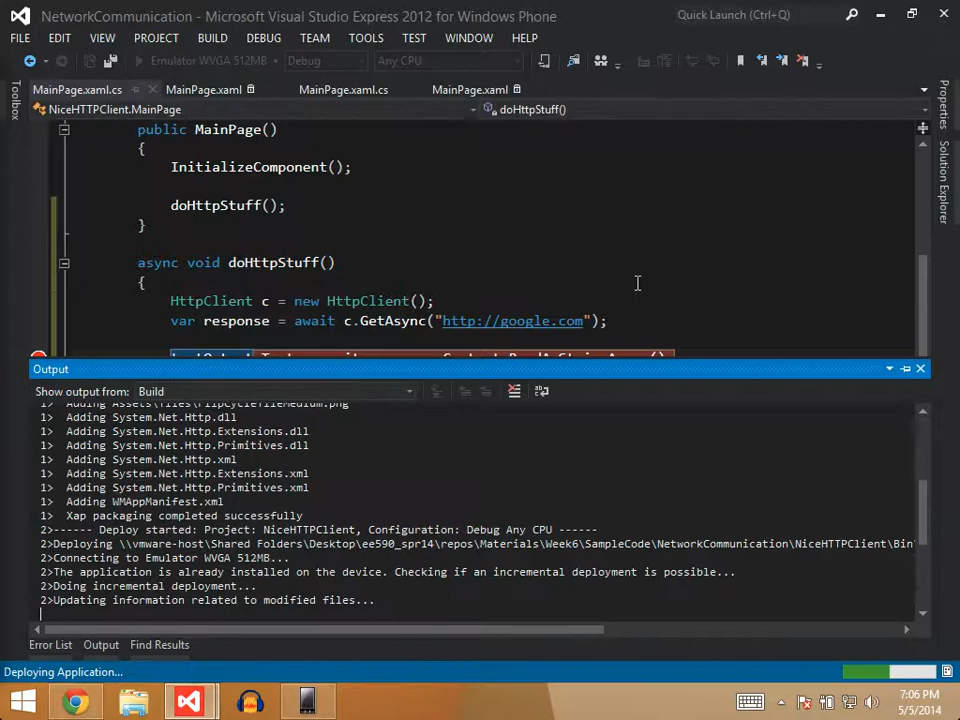 NetworkCommunication - Microsoft Visual Studio Express 2012 for Windows Phone
Quick Launch (Ctrl+Q)
FILE EDIT VIEW PROJECT BUILD DEBUG TEAM TOOLS TEST WINDOW HELP
Emulator WVGA 512MB Debug Any CPU
MainPage.xaml.cs MainPage.xaml MainPage.xaml.cs MainPage.xaml
Toolbox
Properties
Solution Explorer
NiceHTTPClient.MainPage doHttpStuff()
public MainPage()
{
InitializeComponent();
doHttpStuff();
}
async void doHttpStuff()
{
HttpClient c = new HttpClient();
var response = await c.GetAsync("http://google.com");
Output
Show output from: Build
1> Adding Assets\Tiles\FlipCycleTileMedium.png
1> Adding System.Net.Http.dll
1> Adding System.Net.Http.Extensions.dll
1> Adding System.Net.Http.Primitives.dll
1> Adding System.Net.Http.xml
1> Adding System.Net.Http.Extensions.xml
1> Adding System.Net.Http.Primitives.xml
1> Adding WMAppManifest.xml
1> Xap packaging completed successfully
2>------ Deploy started: Project: NiceHTTPClient, Configuration: Debug Any CPU ------
2>Deploying \\vmware-host\Shared Folders\Desktop\ee590_spr14\repos\Materials\Week6\SampleCode\NetworkCommunication\NiceHTTPClient\Bin
2>Connecting to Emulator WVGA 512MB...
2>The application is already installed on the device. Checking if an incremental deployment is possible...
2>Doing incremental deployment...
2>Updating information related to modified files...
Error List Output Find Results
Deploying Application...
7:06 PM
5/5/2014